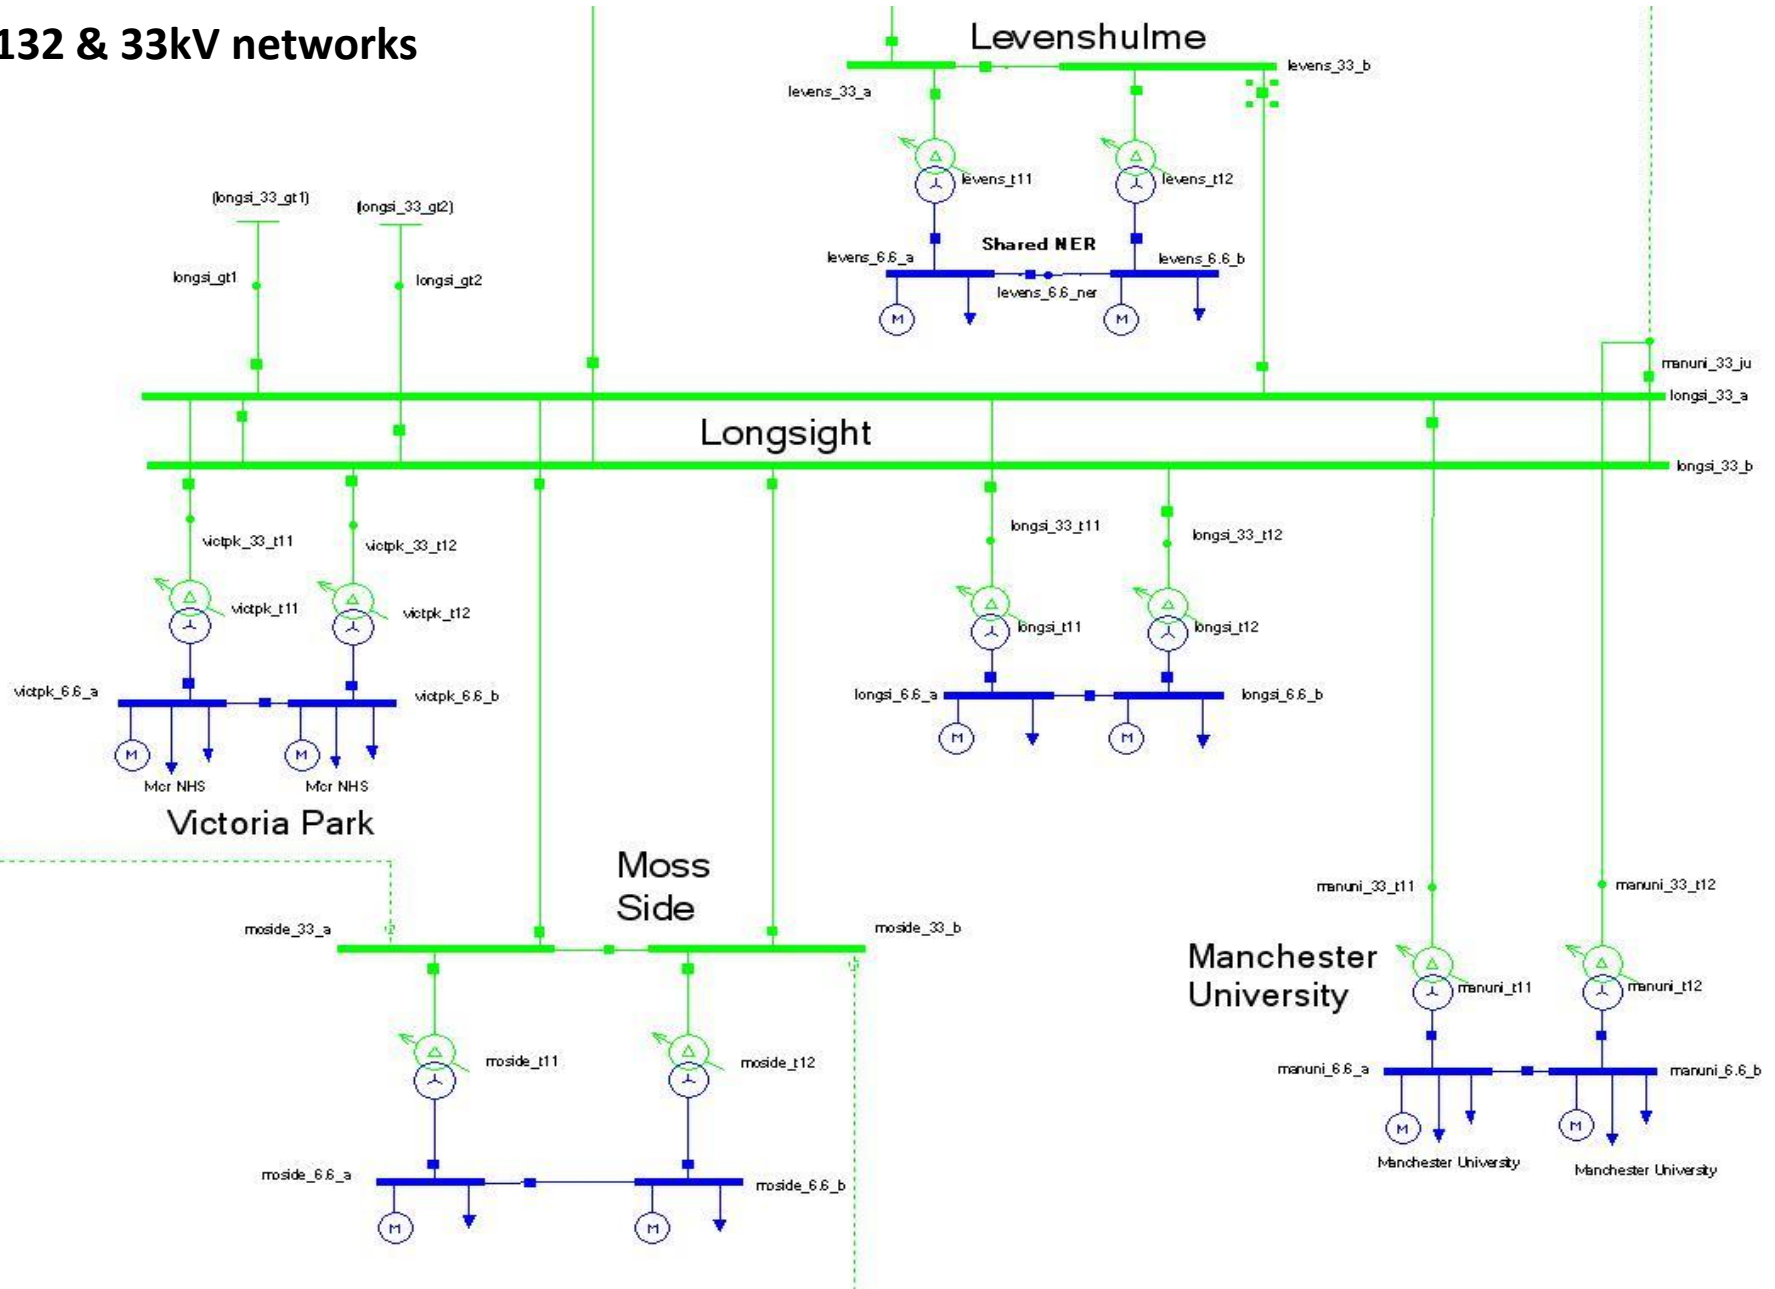 132 & 33kV networks
Levenshulme
levens_33_b
levens_33_a
levens_t11
levens_t12
(longsi_33_gt1)
(longsi_33_gt2)
Shared NER
levens_6.6_a
levens_6.6_b
longsi_gt1
longsi_gt2
levens_6.6_ner
M
M
manuni_33_ju
longsi_33_a
Longsight
longsi_33_b
longsi_33_t11
longsi_33_t12
victpk_33_t11
victpk_33_t12
victpk_t11
victpk_t12
longsi_t11
longsi_t12
victpk_6.6_a
victpk_6.6_b
longsi_6.6_a
longsi_6.6_b
M
M
M
M
Mcr NHS
Mcr NHS
Victoria Park
Moss
Side
manuni_33_t11
manuni_33_t12
moside_33_a
moside_33_b
Manchester
University
manuni_t11
manuni_t12
moside_t11
moside_t12
manuni_6.6_a
manuni_6.6_b
M
M
Manchester University
Manchester University
moside_6.6_a
moside_6.6_b
M
M